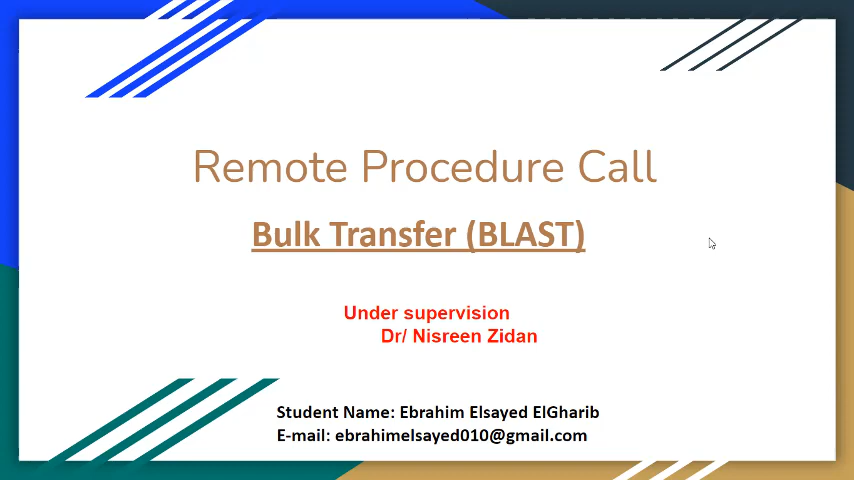 Remote Procedure Call
Bulk Transfer (BLAST)
Under supervision
Dr/ Nisreen Zidan
Student Name: Ebrahim Elsayed ElGharib
E-mail: ebrahimelsayed010@gmail.com